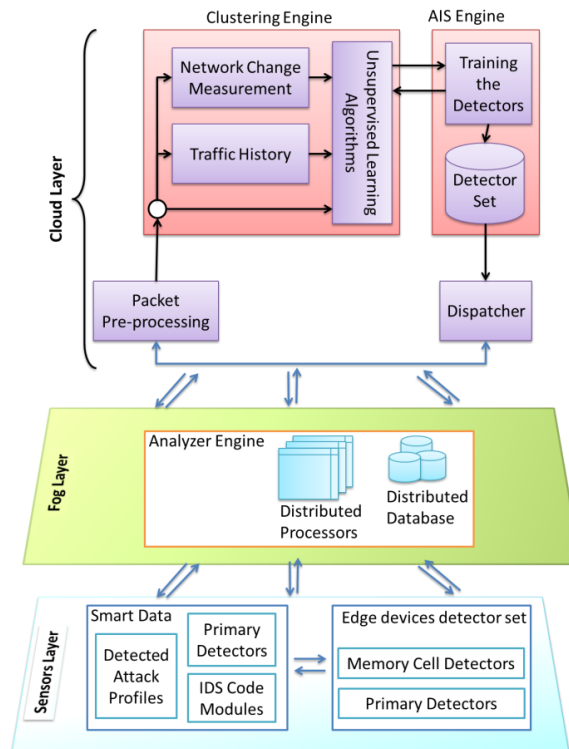 Clustering Engine
AIS Engine
Network Change
Measurement
Traffic History
Unsupervised Learning
Algorithms
Training
the
Detectors
Detector
Set
Cloud Layer
Packet
Pre-processing
Dispatcher
Fog Layer
Analyzer Engine
Distributed
Processors
Distributed
Database
Sensors Layer
Smart Data
Detected
Attack
Profiles
Primary
Detectors
IDS Code
Modules
Edge devices detector set
Memory Cell Detectors
Primary Detectors